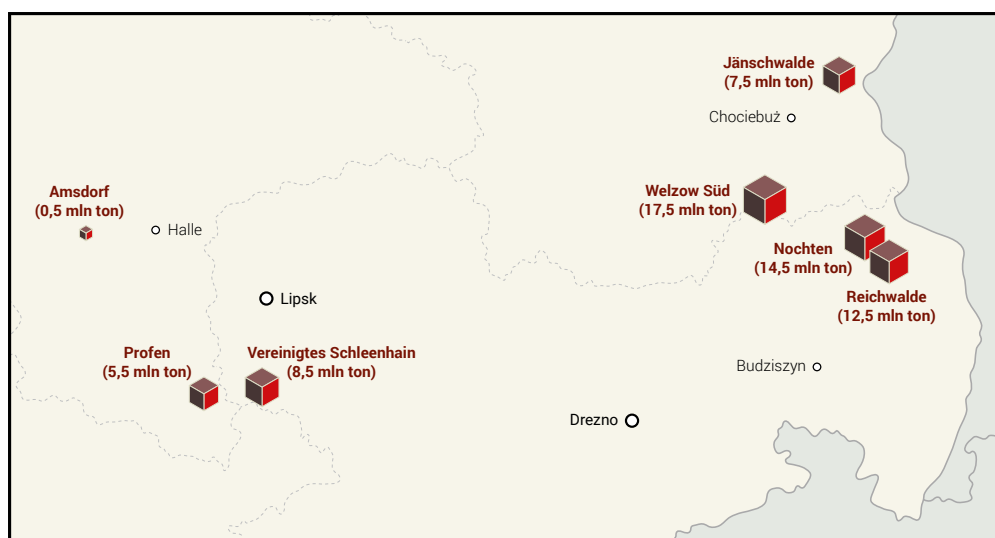 Jänschwalde
(7,5 mln ton)
Chociebuż
Amsdorf
(0,5 mln ton)
Halle
Welzow Süd
(17,5 mln ton)
Nochten
(14,5 mln ton)
Reichwalde
(12,5 mln ton)
Lipsk
Profen
(5,5 mln ton)
Vereinigtes Schleenhain
(8,5 mln ton)
Budziszyn
Drezno